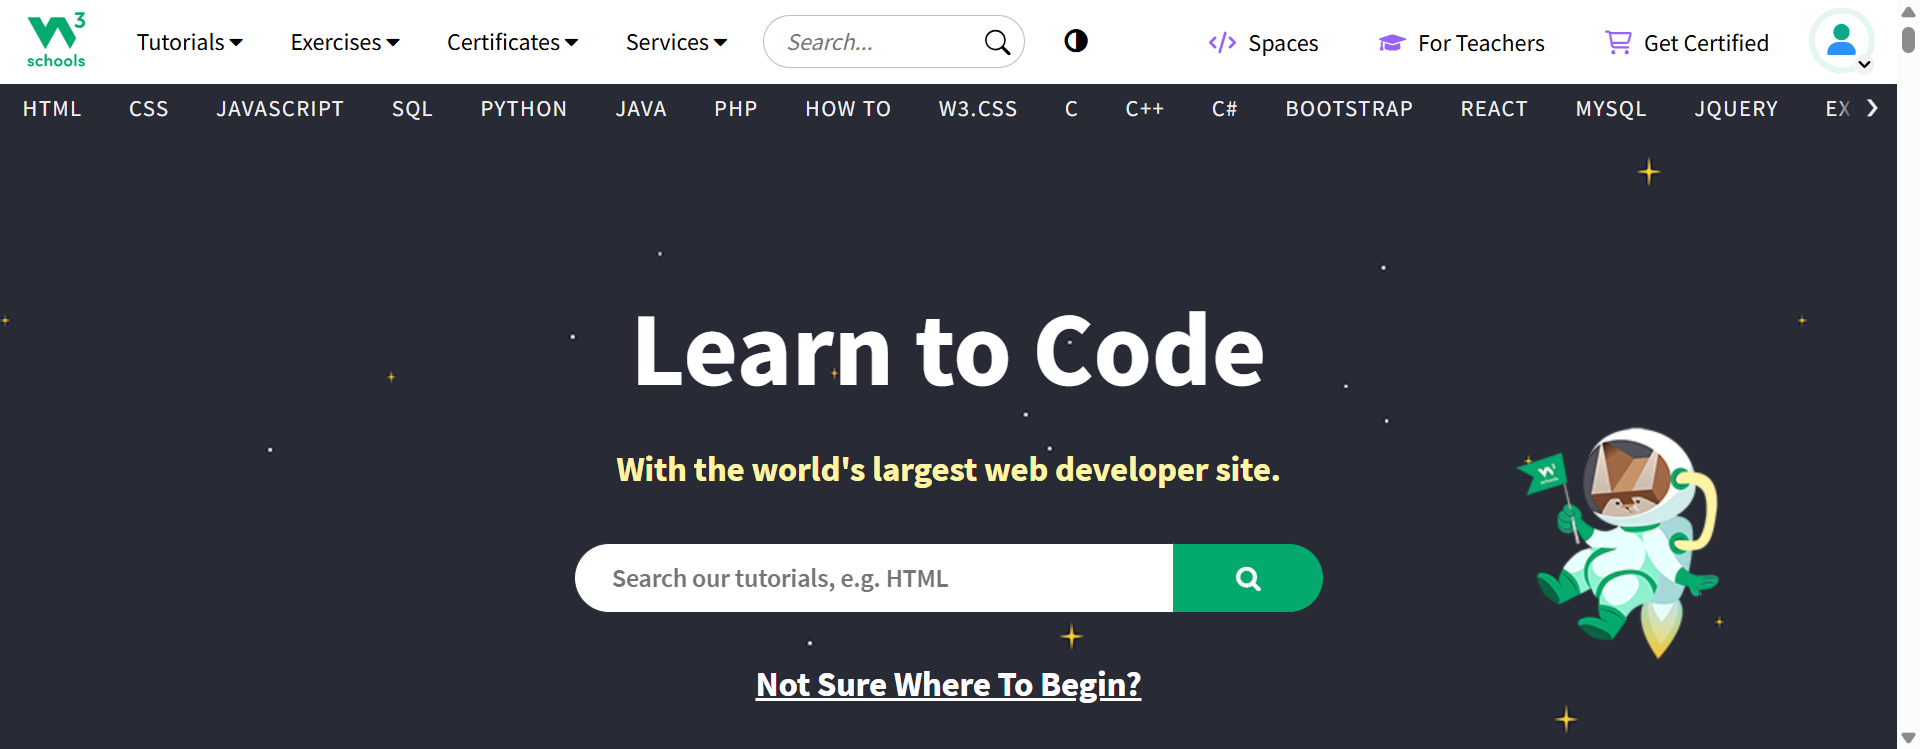 W3 schools
Tutorials Exercises Certificates Services Search... Spaces For Teachers Get Certified
HTML CSS JAVASCRIPT SQL PYTHON JAVA PHP HOW TO W3.CSS C C++ C# BOOTSTRAP REACT MYSQL JQUERY EX
Learn to Code
With the world's largest web developer site.
W3 schools
Search our tutorials, e.g. HTML
Not Sure Where To Begin?